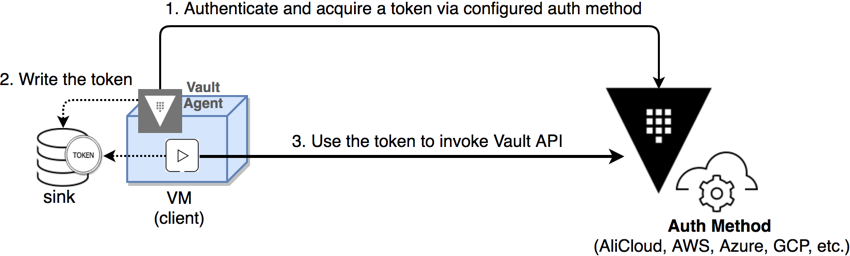 1. Authenticate and acquire a token via configured auth method
2. Write the token
Vault
Agent
3. Use the token to invoke Vault API
TOKEN
sink
VM
(client)
Auth Method
(AliCloud, AWS, Azure, GCP, etc.)